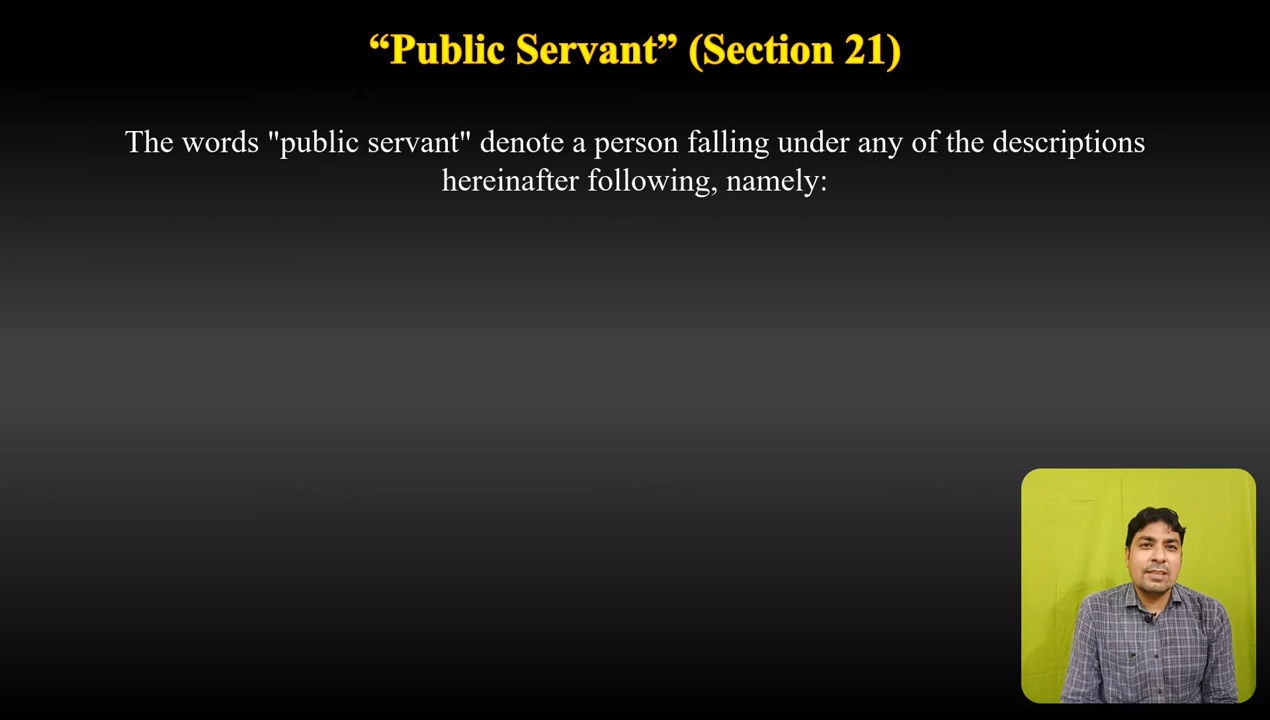 “Public Servant” (Section 21)
The words "public servant" denote a person falling under any of the descriptions
hereinafter following, namely: